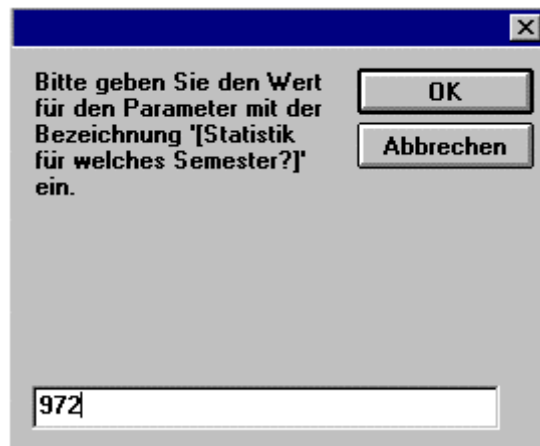 Bitte geben Sie den Wert
für den Parameter mit der
Bezeichnung '[Statistik
für welches Semester?]'
ein.
OK
Abbrechen
972